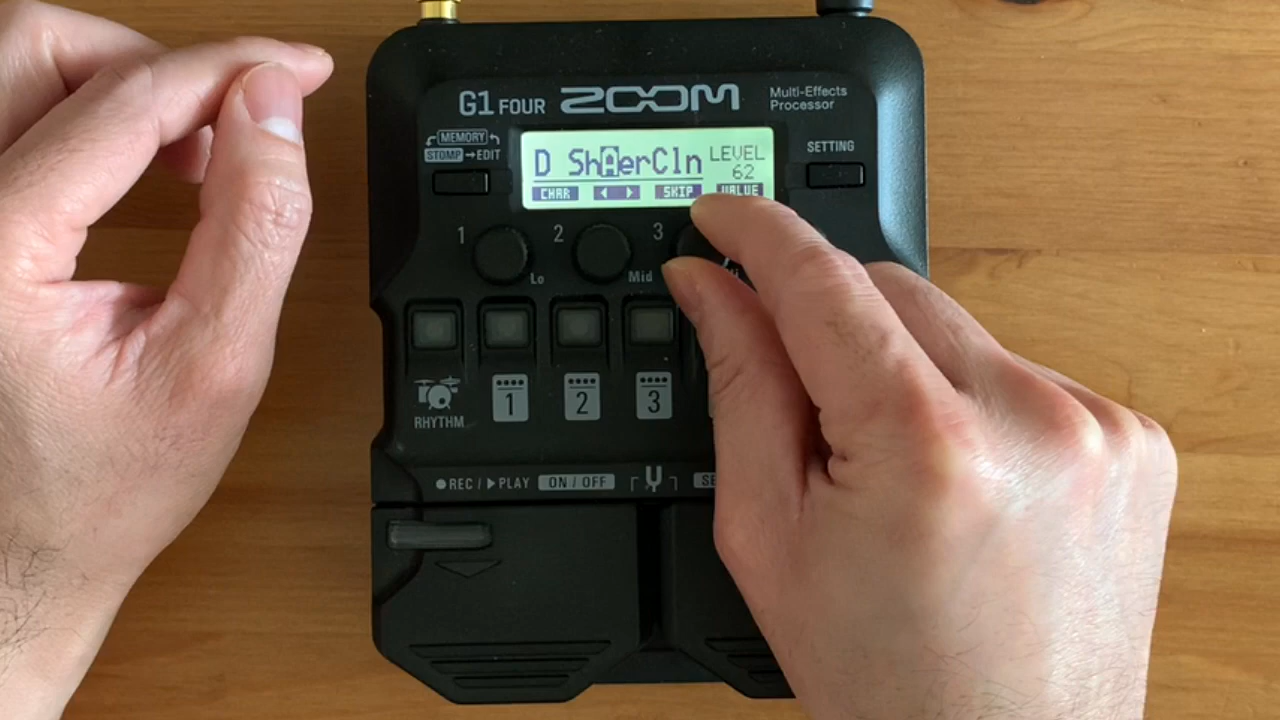 G1 FOUR ZOOM Multi-Effects
Processor
MEMORY
STOMP →EDIT
SETTING
D ShAerCln LEVEL
62
CHAR ◄ ► SKIP VALUE
1 2 3
Lo Mid
RHYTHM 1 2 3
●REC / ▶PLAY ON / OFF